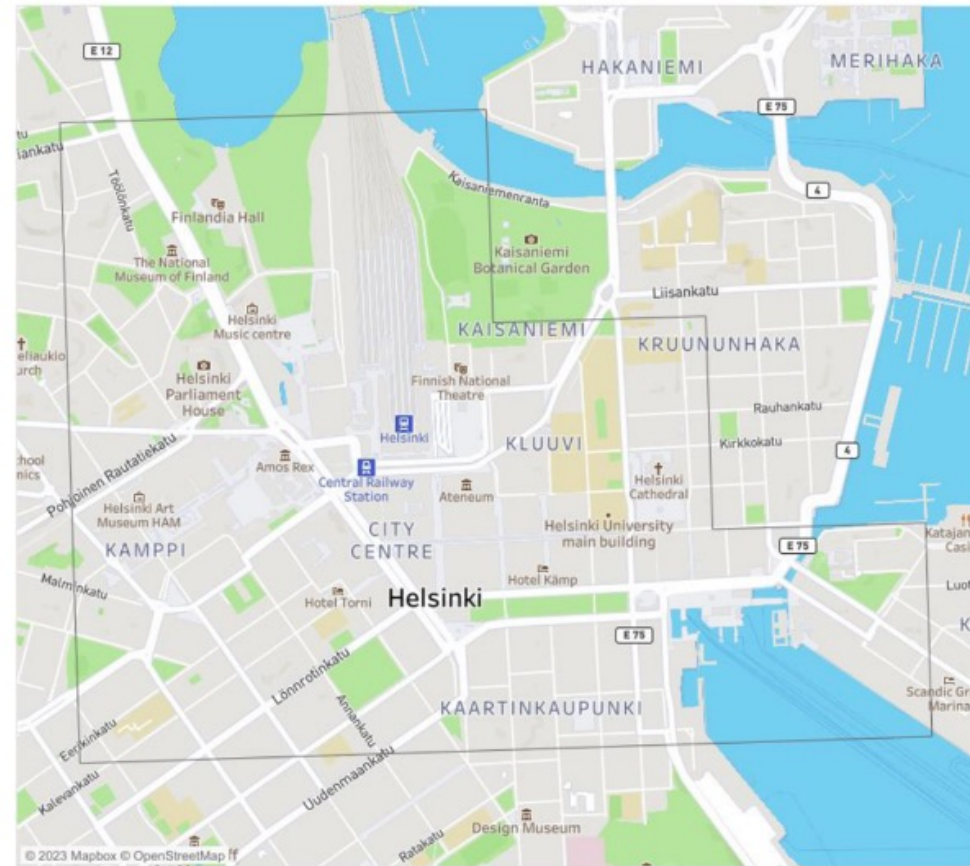 E 12
HAKANIEMI
MERIHAKA
E 75
Töölönkatu
Kaisaniemenranta
4
Finlandia Hall
The National
Museum of Finland
Kaisaniemi
Botanical Garden
Liisankatu
Helsinki
Music centre
KAISANIEMI
KRUUNUNHAKA
Helsinki
Parliament
House
Finnish National
Theatre
Rauhankatu
Helsinki
KLUUVI
Kirkkokatu
4
Pohjoinen Rautatiekatu
Amos Rex
Central Railway
Station
Ateneum
Helsinki
Cathedral
Helsinki Art
Museum HAM
CITY
CENTRE
Helsinki University
main building
KAMPPI
E 75
Malminkatu
Hotel Kämp
Hotel Torni
Helsinki
E 75
Lönnrotinkatu
Annankatu
KAARTINKAUPUNKI
Scandic Gr
Marina
Eerikinkatu
Uudenmaankatu
Kalevankatu
Design Museum
Ratakatu
© 2023 Mapbox © OpenStreetMap